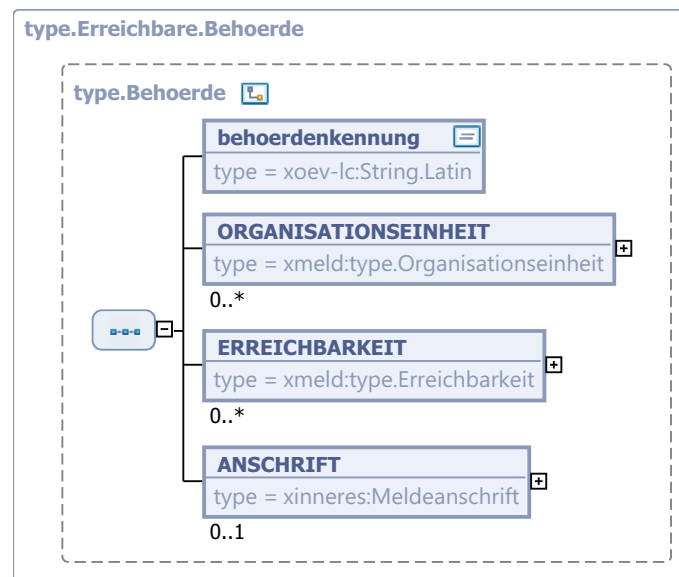 type.Erreichbare.Behoerde
type.Behoerde
behoerdenkennung
type = xoev-lc:String.Latin
ORGANISATIONSEINHEIT
type = xmeld:type.Organisationseinheit
0..*
ERREICHBARKEIT
type = xmeld:type.Erreichbarkeit
0..*
ANSCHRIFT
type = xinneres:Meldeanschrift
0..1